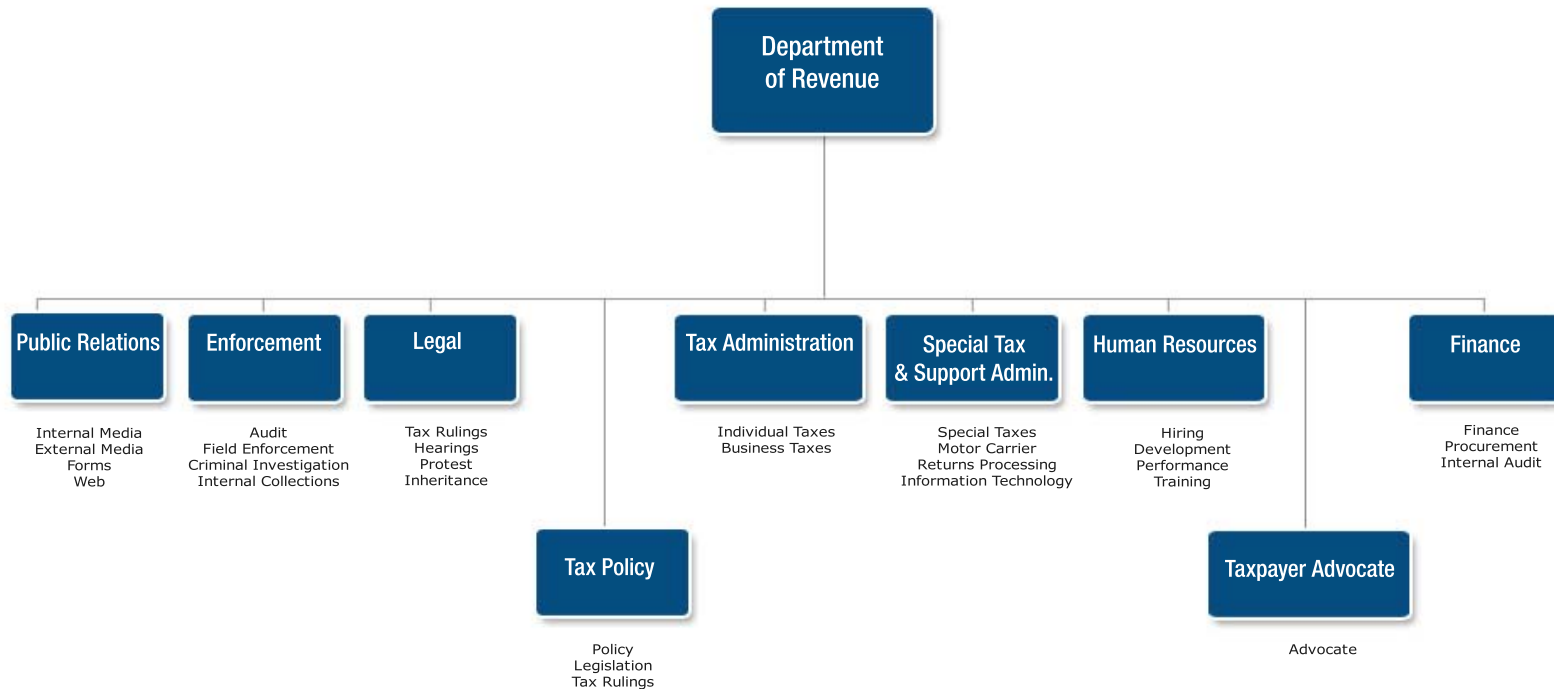 Department
of Revenue
Public Relations
Internal Media
External Media
Forms
Web
Enforcement
Audit
Field Enforcement
Criminal Investigation
Internal Collections
Legal
Tax Rulings
Hearings
Protest
Inheritance
Tax Policy
Policy
Legislation
Tax Rulings
Tax Administration
Individual Taxes
Business Taxes
Special Tax
& Support Admin.
Special Taxes
Motor Carrier
Returns Processing
Information Technology
Human Resources
Hiring
Development
Performance
Training
Taxpayer Advocate
Advocate
Finance
Finance
Procurement
Internal Audit